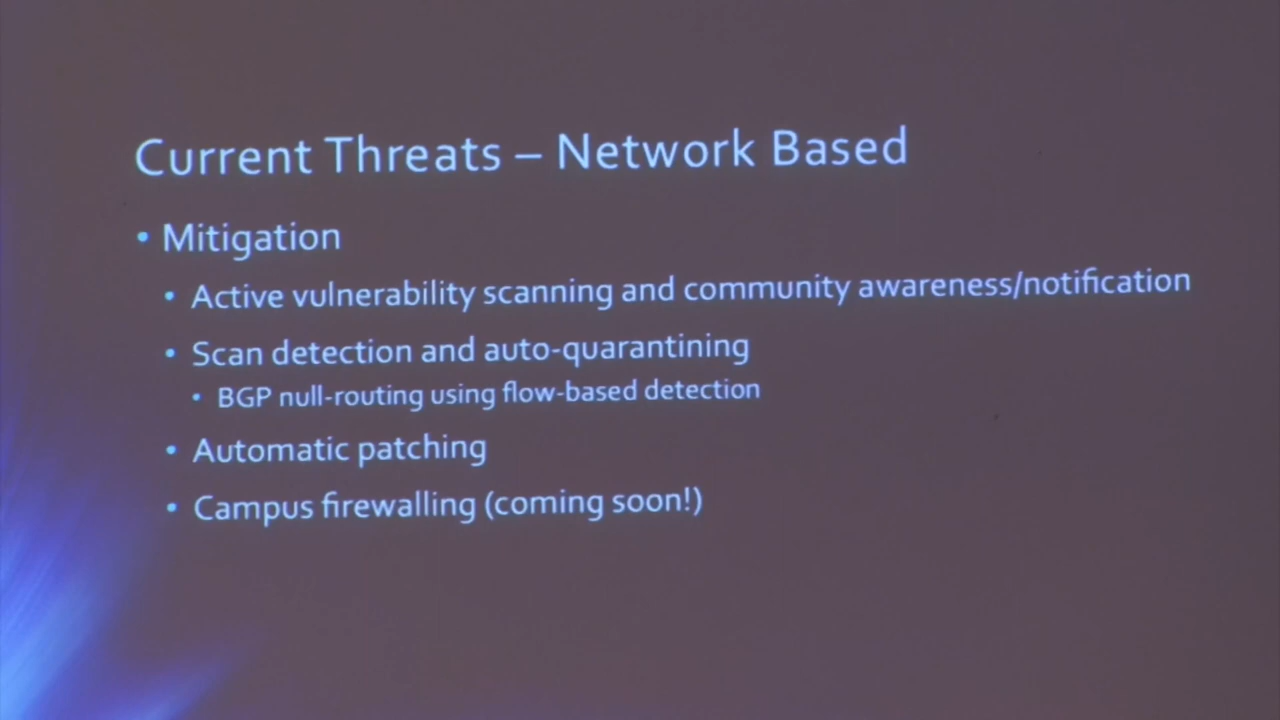 Current Threats – Network Based
• Mitigation
• Active vulnerability scanning and community awareness/notification
• Scan detection and auto-quarantining
• BGP null-routing using flow-based detection
• Automatic patching
• Campus firewalling (coming soon!)